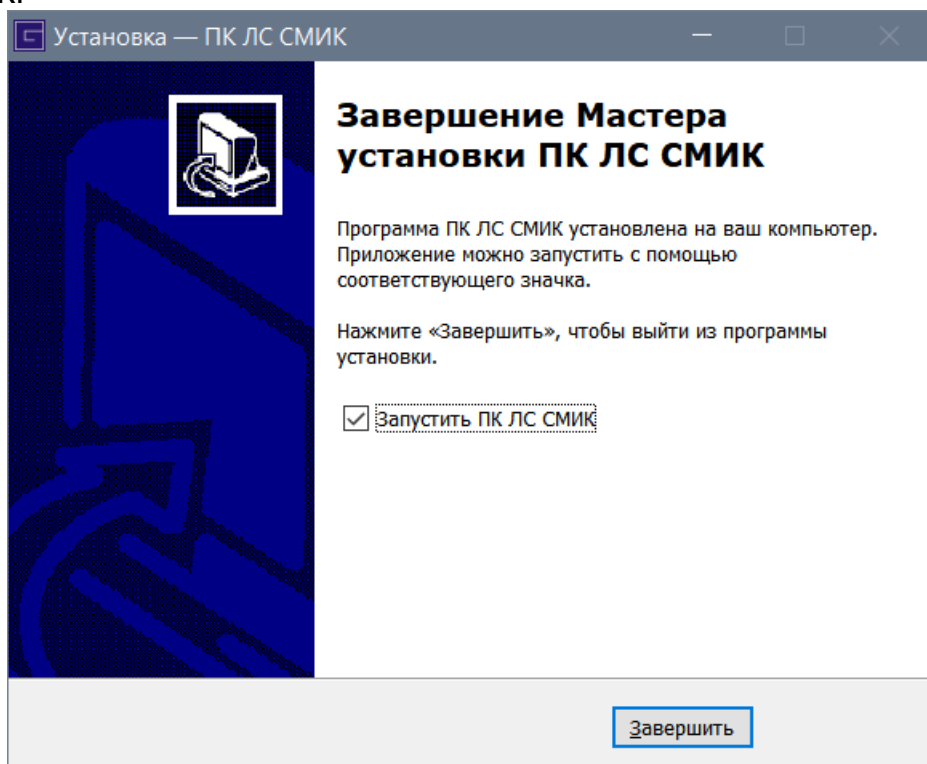 Установка — ПК ЛС СМИК
Завершение Мастера
установки ПК ЛС СМИК
Программа ПК ЛС СМИК установлена на ваш компьютер.
Приложение можно запустить с помощью
соответствующего значка.
Нажмите «Завершить», чтобы выйти из программы
установки.
Запустить ПК ЛС СМИК
Завершить